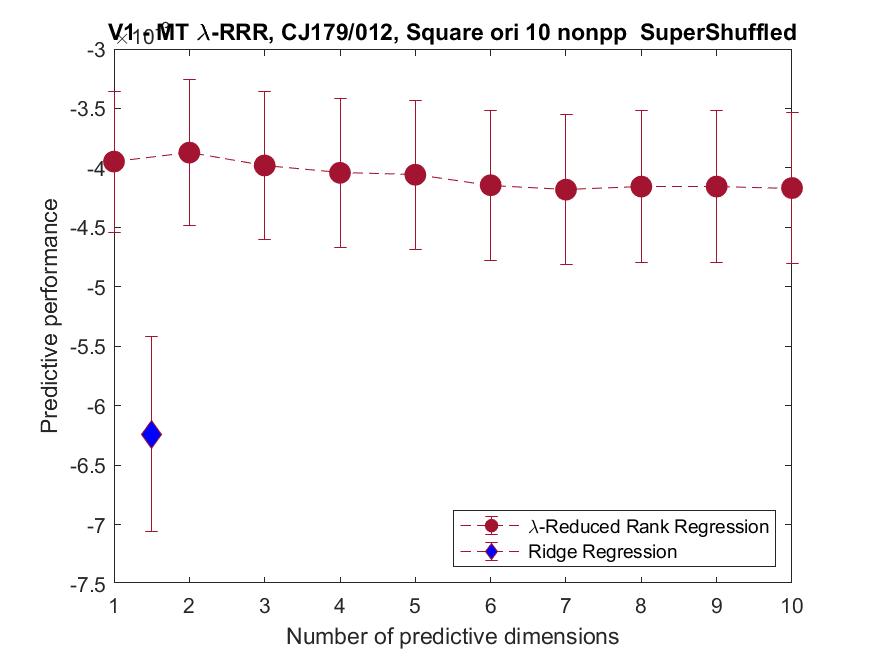 V1 - MT λ-RRR, CJ179/012, Square ori 10 nonpp SuperShuffled
-3
-3.5
-4
-4.5
-5
-5.5
-6
-6.5
-7
-7.5
Predictive performance
λ-Reduced Rank Regression
Ridge Regression
1 2 3 4 5 6 7 8 9 10
Number of predictive dimensions